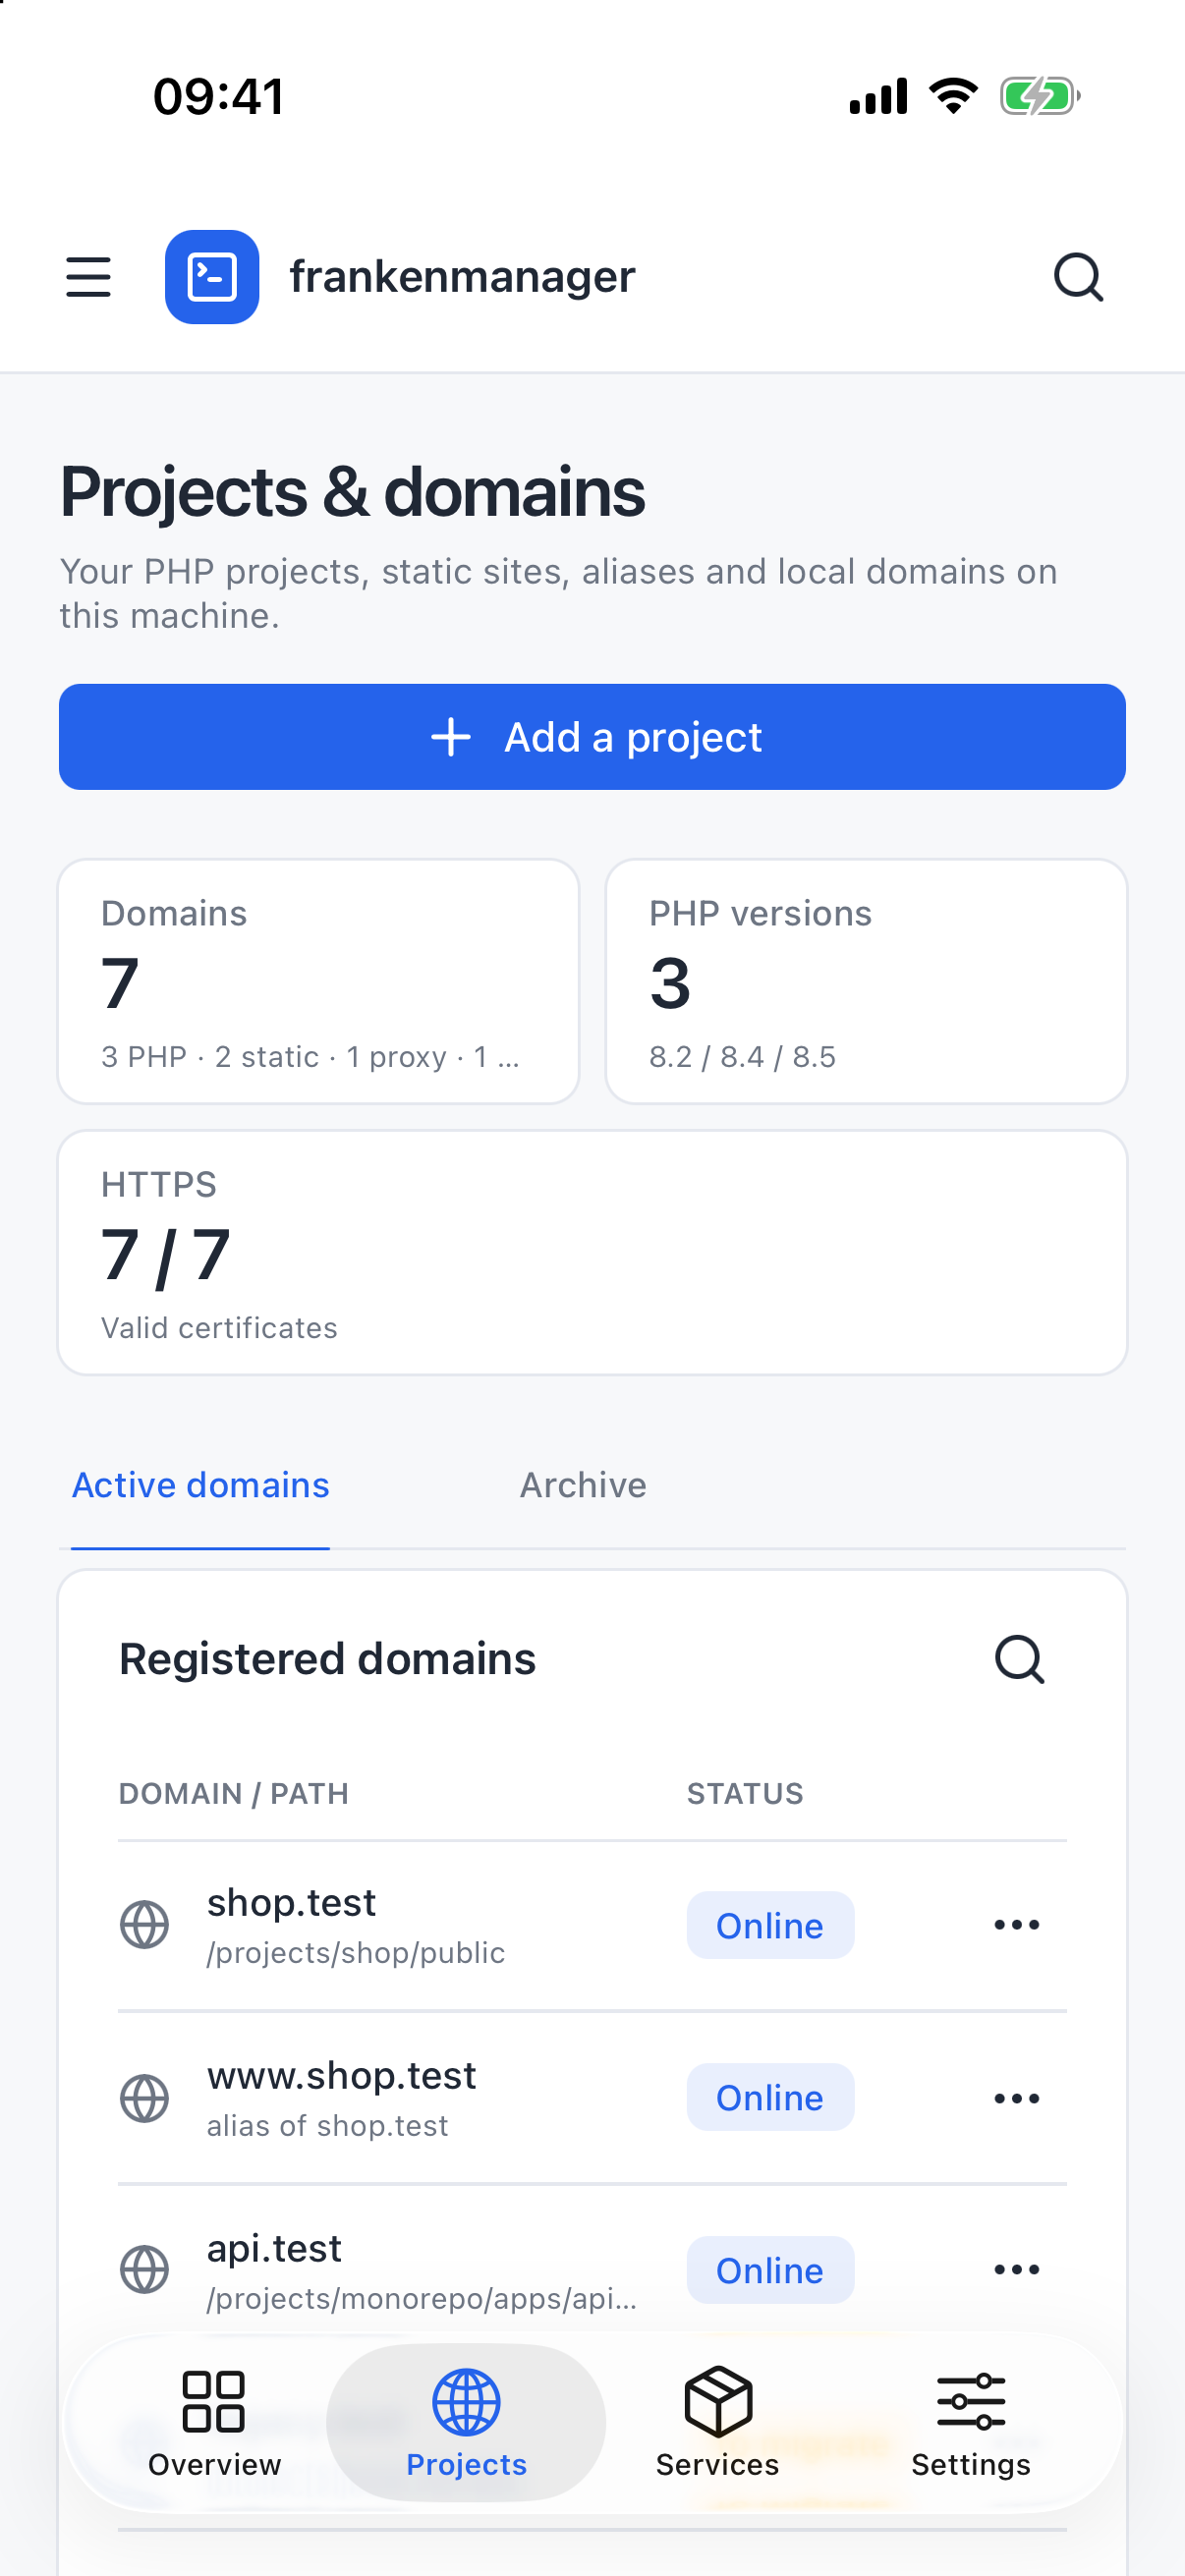 09:41
frankenmanager
Projects & domains
Your PHP projects, static sites, aliases and local domains on
this machine.
Add a project
Domains
7
3 PHP · 2 static · 1 proxy · 1 ...
PHP versions
3
8.2 / 8.4 / 8.5
HTTPS
7 / 7
Valid certificates
Active domains
Archive
Registered domains
DOMAIN / PATH
STATUS
shop.test
/projects/shop/public
Online
www.shop.test
alias of shop.test
Online
api.test
/projects/monorepo/apps/api...
Online
Overview
Projects
Services
Settings